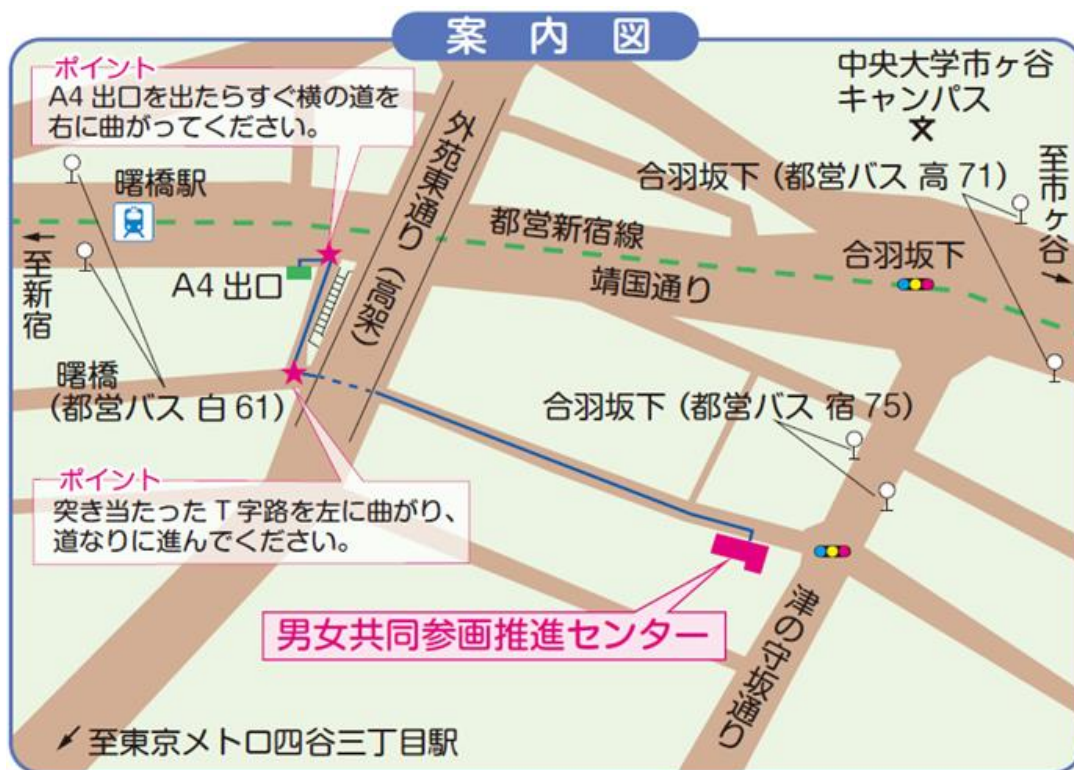 案内図
ポイント
A4 出口を出たらすぐ横の道を
右に曲がってください。
中央大学市ヶ谷
キャンパス
外苑東通り（高架）
合羽坂下（都営バス 高 71）
至市ヶ谷
曙橋駅
都営新宿線
合羽坂下
至新宿
A4 出口
靖国通り
曙橋
（都営バス 白 61）
合羽坂下（都営バス 宿 75）
ポイント
突き当たった T 字路を左に曲がり、
道なりに進んでください。
男女共同参画推進センター
津の守坂通り
至東京メトロ四谷三丁目駅